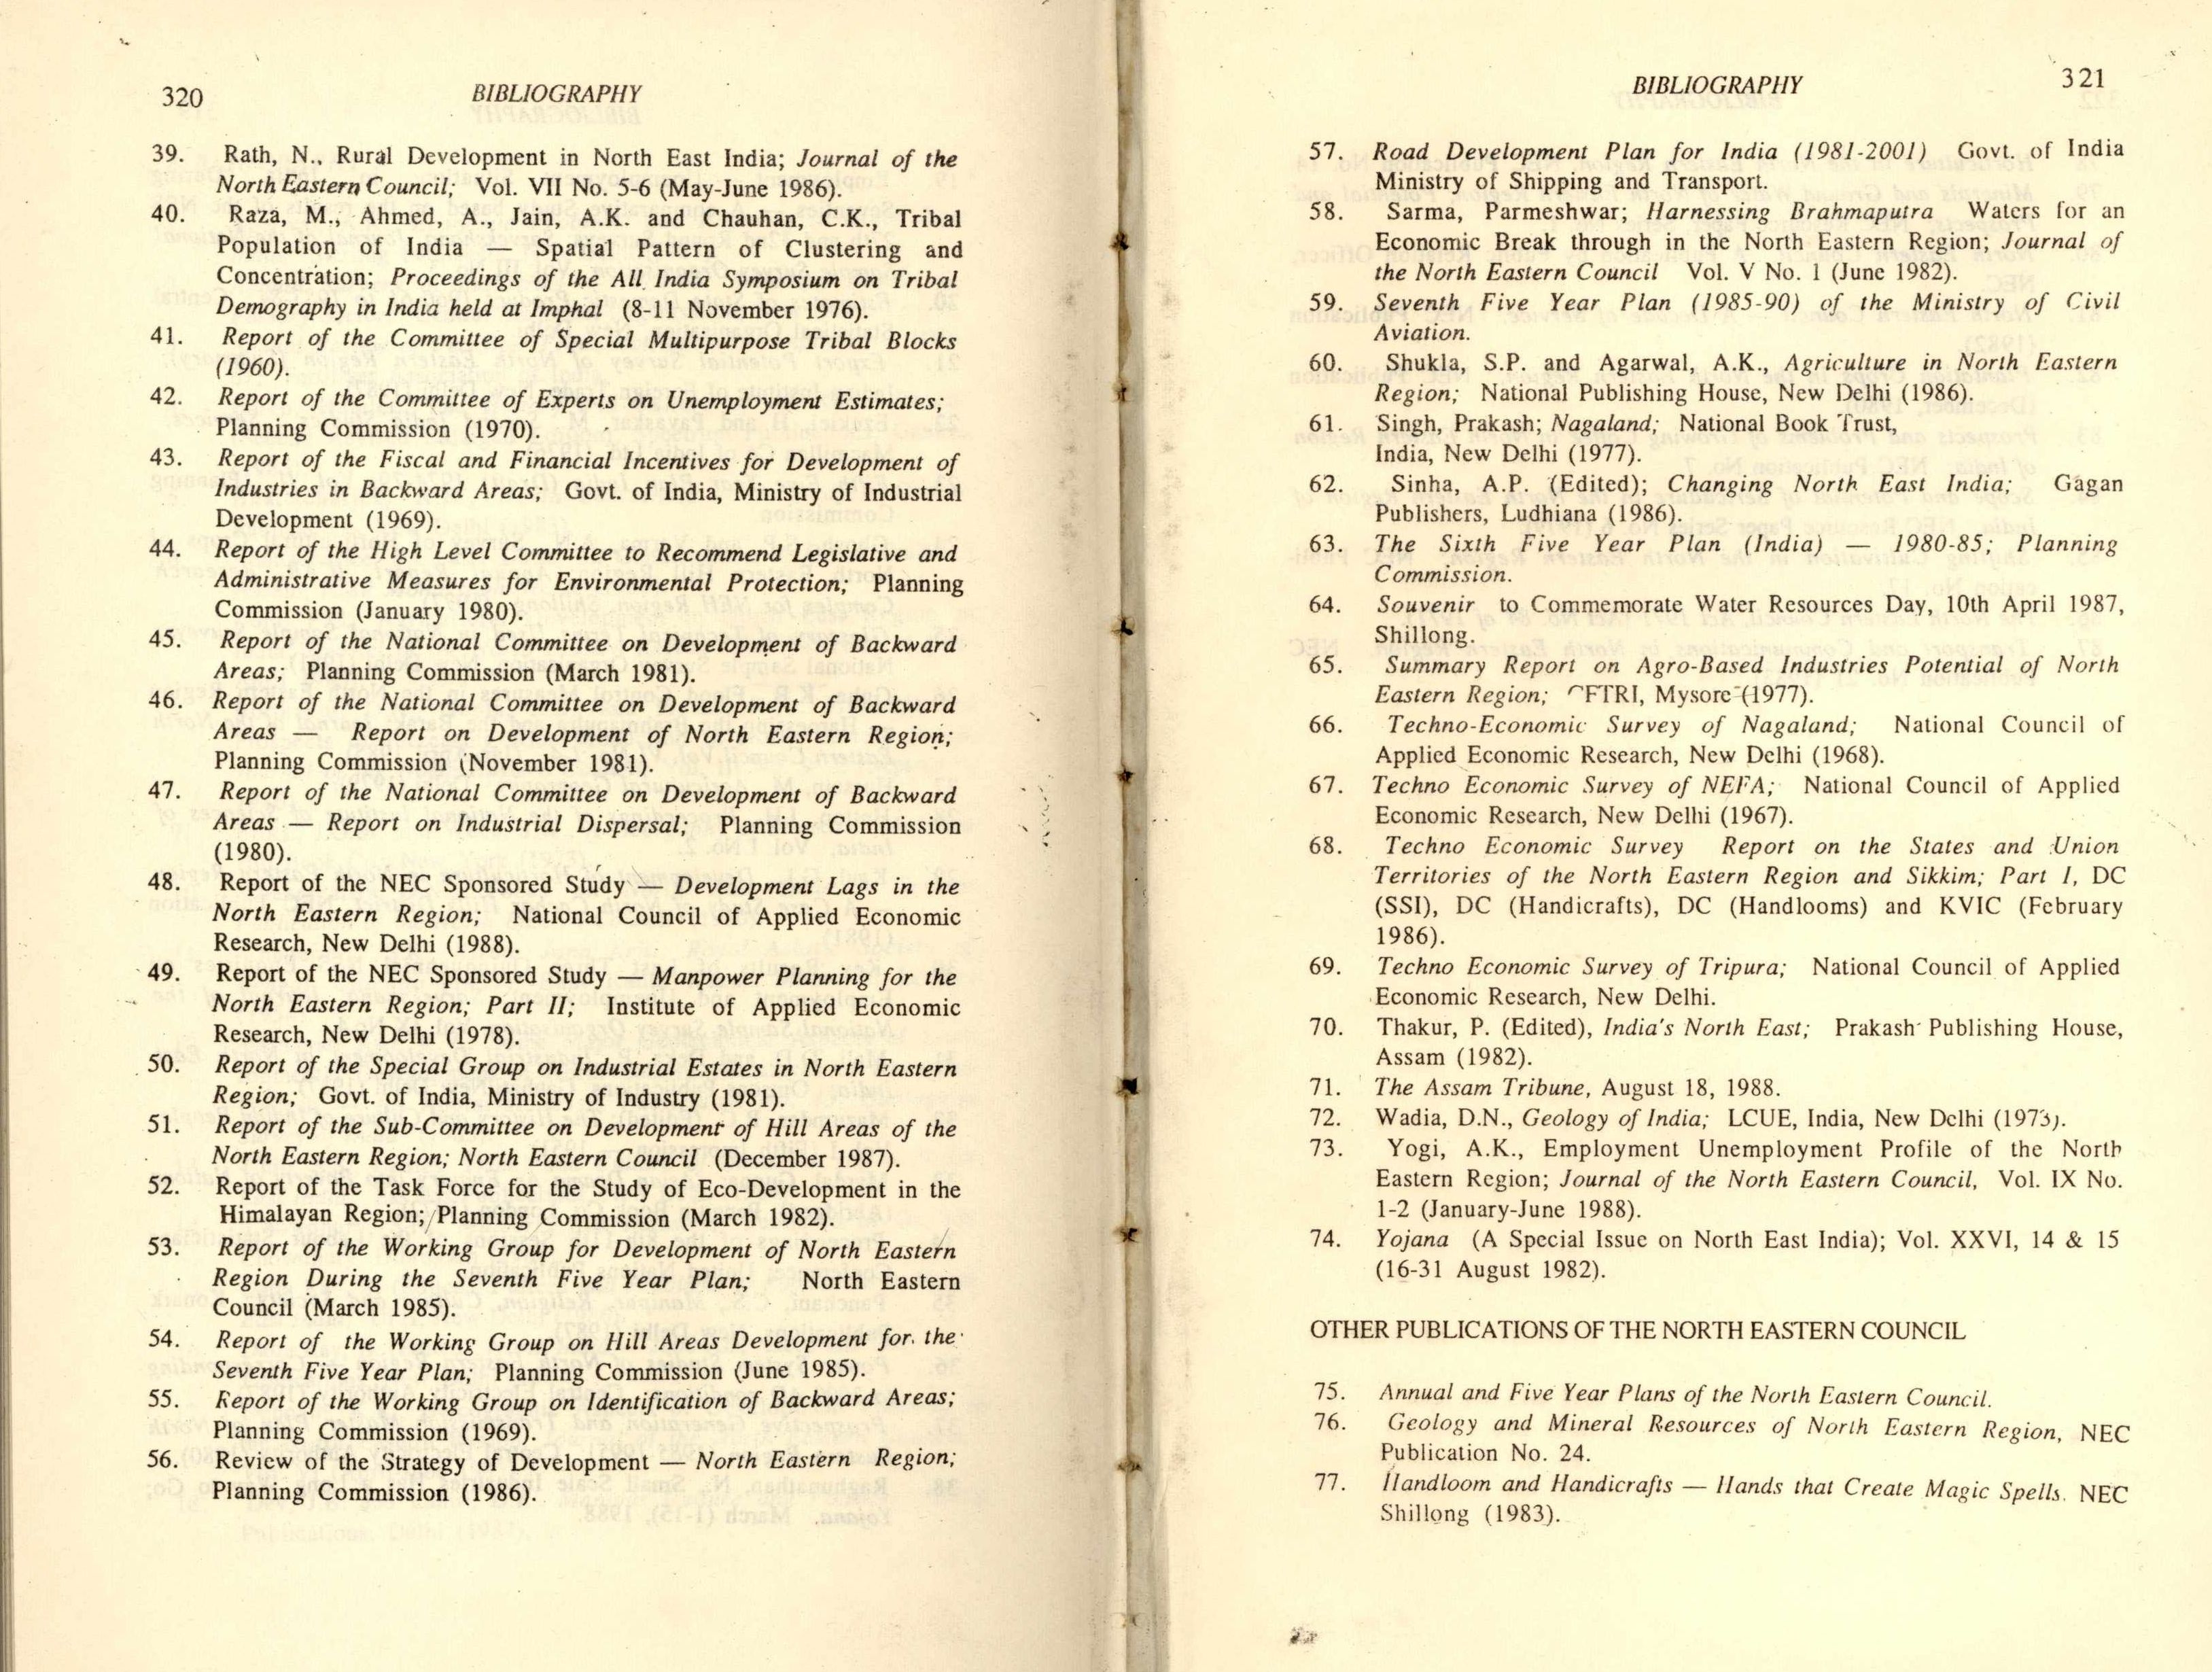 320
BIBLIOGRAPHY
39. Rath, N., Rural Development in North East India; Journal of the
North Eastern Council; Vol. VII No. 5-6 (May-June 1986).
40. Raza, M., Ahmed, A., Jain, A.K. and Chauhan, C.K., Tribal
Population of India — Spatial Pattern of Clustering and
Concentration; Proceedings of the All India Symposium on Tribal
Demography in India held at Imphal (8-11 November 1976).
41. Report of the Committee of Special Multipurpose Tribal Blocks
(1960).
42. Report of the Committee of Experts on Unemployment Estimates;
Planning Commission (1970).
43. Report of the Fiscal and Financial Incentives for Development of
Industries in Backward Areas; Govt. of India, Ministry of Industrial
Development (1969).
44. Report of the High Level Committee to Recommend Legislative and
Administrative Measures for Environmental Protection; Planning
Commission (January 1980).
45. Report of the National Committee on Development of Backward
Areas; Planning Commission (March 1981).
46. Report of the National Committee on Development of Backward
Areas — Report on Development of North Eastern Region;
Planning Commission (November 1981).
47. Report of the National Committee on Development of Backward
Areas — Report on Industrial Dispersal; Planning Commission
(1980).
48. Report of the NEC Sponsored Study — Development Lags in the
North Eastern Region; National Council of Applied Economic
Research, New Delhi (1988).
49. Report of the NEC Sponsored Study — Manpower Planning for the
North Eastern Region; Part II; Institute of Applied Economic
Research, New Delhi (1978).
50. Report of the Special Group on Industrial Estates in North Eastern
Region; Govt. of India, Ministry of Industry (1981).
51. Report of the Sub-Committee on Development of Hill Areas of the
North Eastern Region; North Eastern Council (December 1987).
52. Report of the Task Force for the Study of Eco-Development in the
Himalayan Region; Planning Commission (March 1982).
53. Report of the Working Group for Development of North Eastern
Region During the Seventh Five Year Plan; North Eastern
Council (March 1985).
54. Report of the Working Group on Hill Areas Development for the
Seventh Five Year Plan; Planning Commission (June 1985).
55. Report of the Working Group on Identification of Backward Areas;
Planning Commission (1969).
56. Review of the Strategy of Development — North Eastern Region;
Planning Commission (1986).
BIBLIOGRAPHY
321
57. Road Development Plan for India (1981-2001) Govt. of India
Ministry of Shipping and Transport.
58. Sarma, Parmeshwar; Harnessing Brahmaputra Waters for an
Economic Break through in the North Eastern Region; Journal of
the North Eastern Council Vol. V No. 1 (June 1982).
59. Seventh Five Year Plan (1985-90) of the Ministry of Civil
Aviation.
60. Shukla, S.P. and Agarwal, A.K., Agriculture in North Eastern
Region; National Publishing House, New Delhi (1986).
61. Singh, Prakash; Nagaland; National Book Trust,
India, New Delhi (1977).
62. Sinha, A.P. (Edited); Changing North East India; Gagan
Publishers, Ludhiana (1986).
63. The Sixth Five Year Plan (India) — 1980-85; Planning
Commission.
64. Souvenir to Commemorate Water Resources Day, 10th April 1987,
Shillong.
65. Summary Report on Agro-Based Industries Potential of North
Eastern Region; CFTRI, Mysore (1977).
66. Techno-Economic Survey of Nagaland; National Council of
Applied Economic Research, New Delhi (1968).
67. Techno Economic Survey of NEFA; National Council of Applied
Economic Research, New Delhi (1967).
68. Techno Economic Survey Report on the States and Union
Territories of the North Eastern Region and Sikkim; Part I, DC
(SSI), DC (Handicrafts), DC (Handlooms) and KVIC (February
1986).
69. Techno Economic Survey of Tripura; National Council of Applied
Economic Research, New Delhi.
70. Thakur, P. (Edited), India's North East; Prakash Publishing House,
Assam (1982).
71. The Assam Tribune, August 18, 1988.
72. Wadia, D.N., Geology of India; LCUE, India, New Delhi (1973).
73. Yogi, A.K., Employment Unemployment Profile of the North
Eastern Region; Journal of the North Eastern Council, Vol. IX No.
1-2 (January-June 1988).
74. Yojana (A Special Issue on North East India); Vol. XXVI, 14 & 15
(16-31 August 1982).
OTHER PUBLICATIONS OF THE NORTH EASTERN COUNCIL
75. Annual and Five Year Plans of the North Eastern Council.
76. Geology and Mineral Resources of North Eastern Region, NEC
Publication No. 24.
77. Handloom and Handicrafts — Hands that Create Magic Spells. NEC
Shillong (1983).